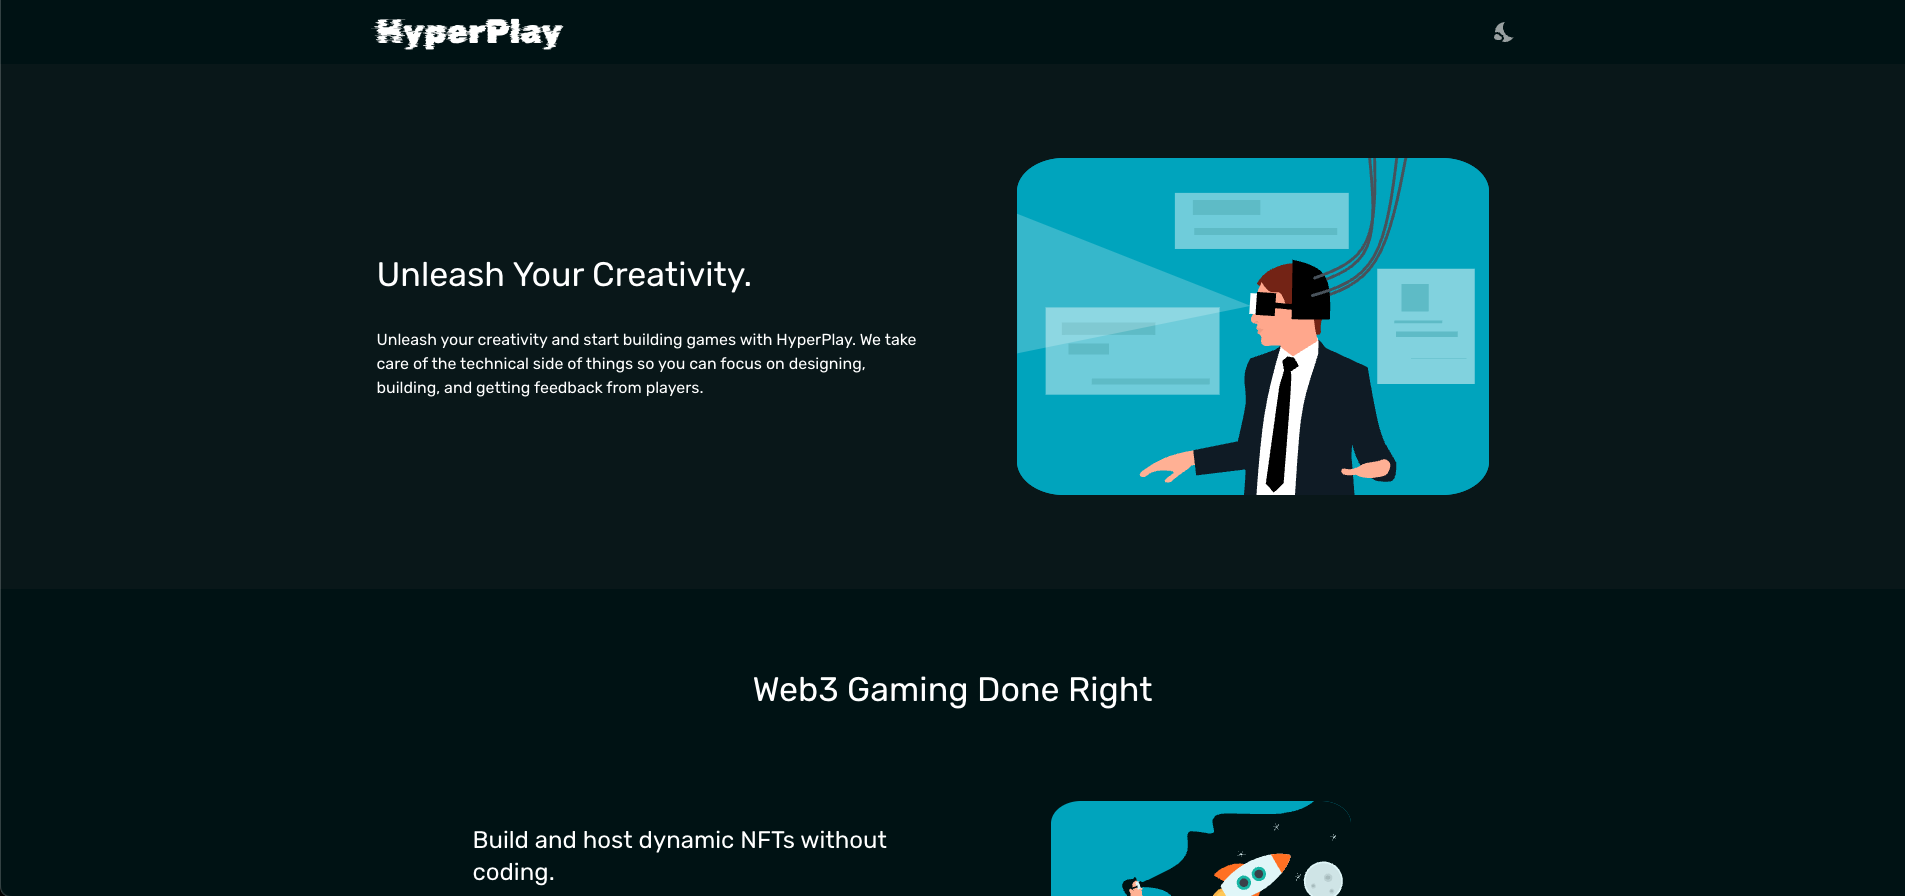 HyperPlay
Unleash Your Creativity.
Unleash your creativity and start building games with HyperPlay. We take
care of the technical side of things so you can focus on designing,
building, and getting feedback from players.
Web3 Gaming Done Right
Build and host dynamic NFTs without
coding.